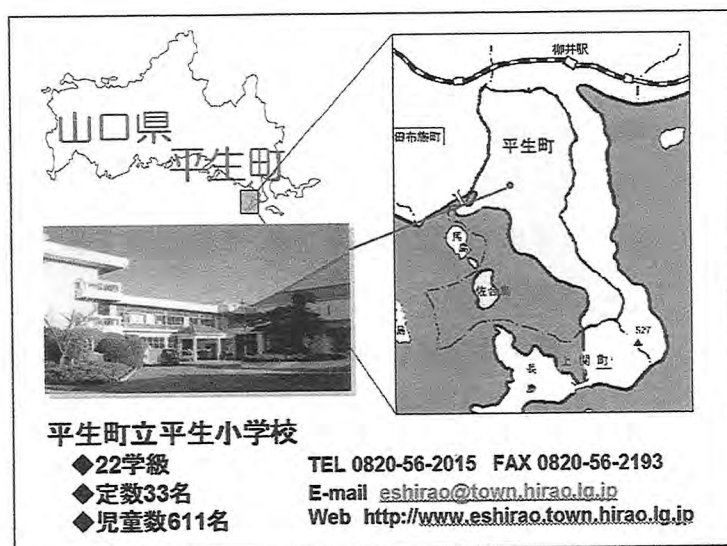 山口県
平生町
柳井駅
田布施町
平生町
馬島
佐合島
島
527
上関町
長島
平生町立平生小学校
◆22学級
◆定数33名
◆児童数611名
TEL 0820-56-2015 FAX 0820-56-2193
E-mail eshirao@town.hirao.lg.jp
Web http://www.eshirao.town.hirao.lg.jp